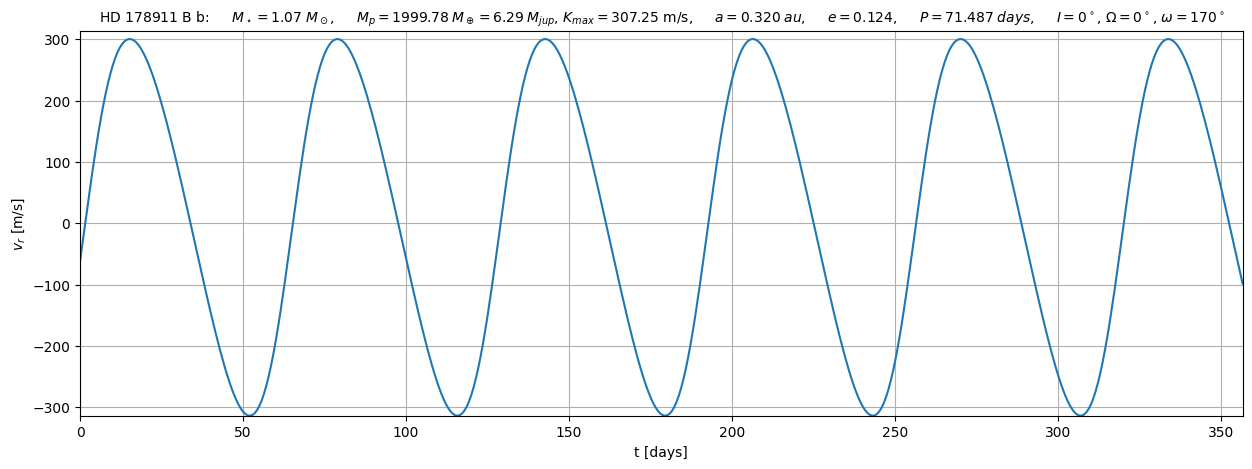 HD 178911 B b: M⋆ = 1.07 M⊙, Mp = 1999.78 M⊕ = 6.29 Mjup, Kmax = 307.25 m/s, a = 0.320 au, e = 0.124, P = 71.487 days, I = 0°, Ω = 0°, ω = 170°
300
200
100
0
−100
−200
−300
vr [m/s]
0 50 100 150 200 250 300 350
t [days]